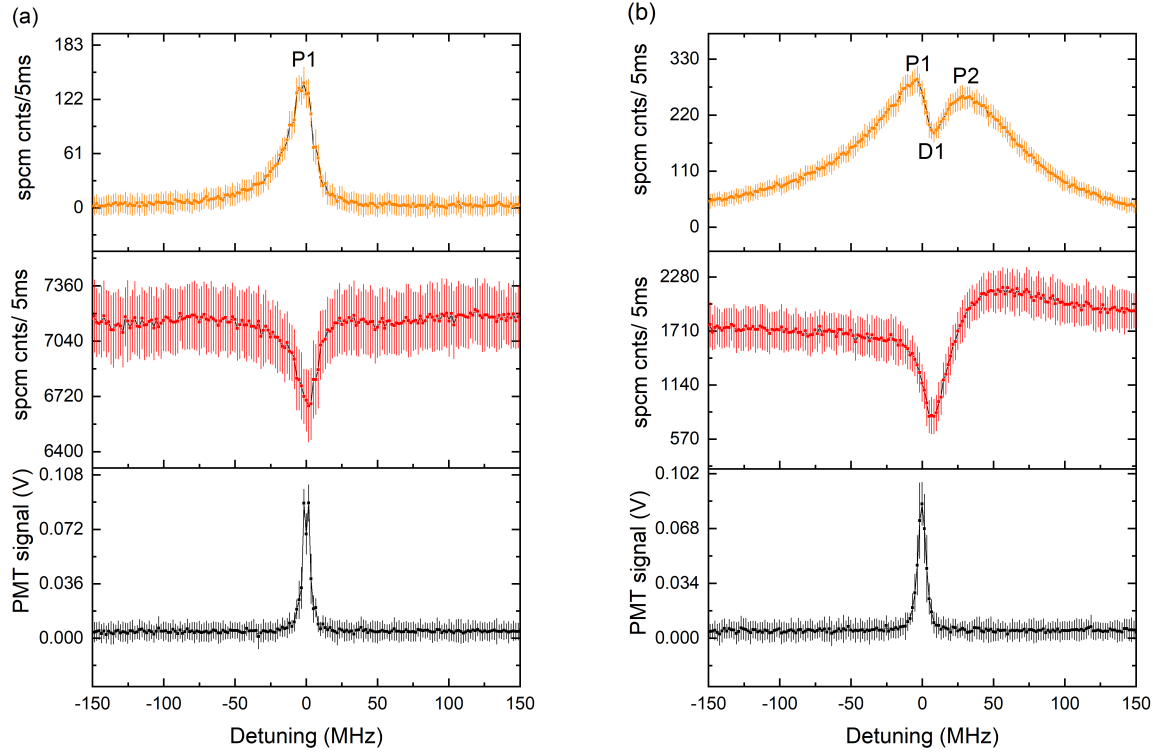 (a)
183
122
61
0
spcm cnts/5ms
P1
7360
7040
6720
6400
spcm cnts/ 5ms
0.108
0.072
0.036
0.000
PMT signal (V)
-150
-100
-50
0
50
100
150
Detuning (MHz)
(b)
330
220
110
0
spcm cnts/ 5ms
P1
P2
D1
2280
1710
1140
570
spcm cnts/ 5ms
0.102
0.068
0.034
0.000
PMT signal (V)
-150
-100
-50
0
50
100
150
Detuning (MHz)